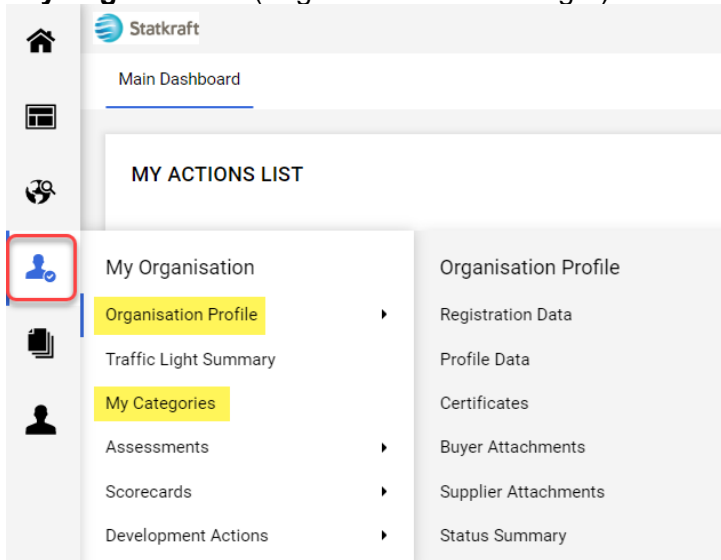 Statkraft
Main Dashboard
MY ACTIONS LIST
My Organisation
Organisation Profile
Traffic Light Summary
My Categories
Assessments
Scorecards
Development Actions
Organisation Profile
Registration Data
Profile Data
Certificates
Buyer Attachments
Supplier Attachments
Status Summary